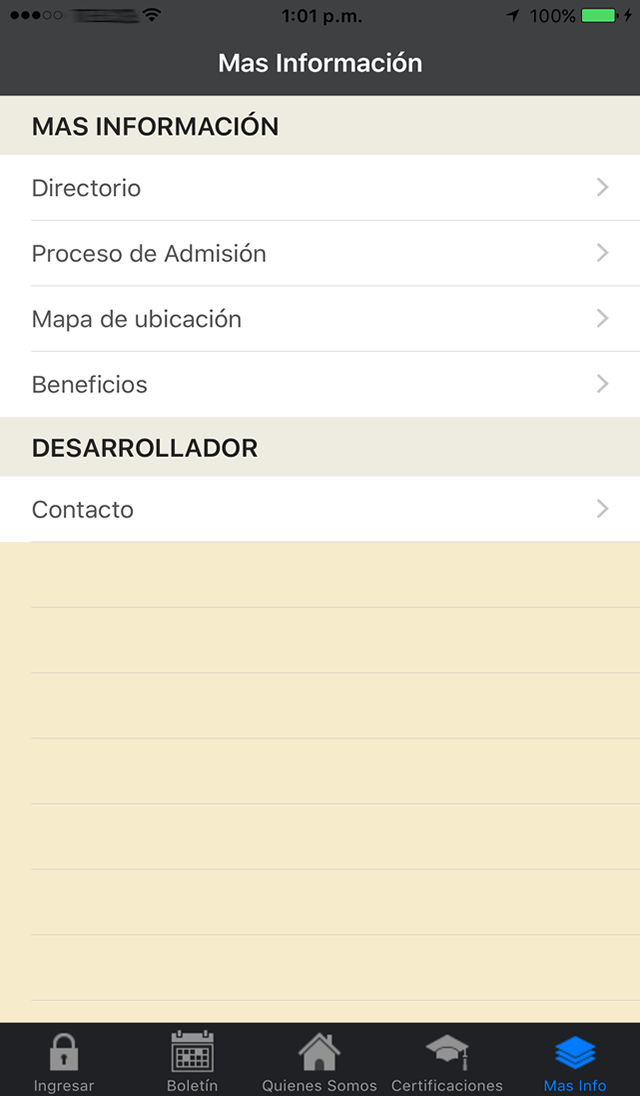 1:01 p.m.
100%
Mas Información
MAS INFORMACIÓN
Directorio
Proceso de Admisión
Mapa de ubicación
Beneficios
DESARROLLADOR
Contacto
Ingresar
Boletín
Quienes Somos
Certificaciones
Mas Info